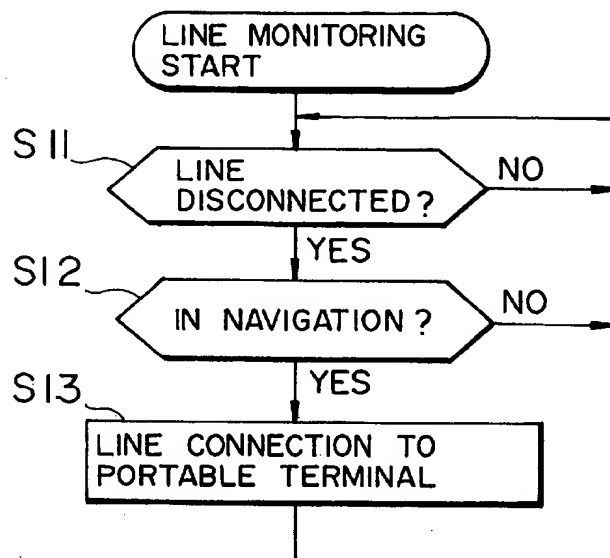 LINE MONITORING
START
S11
LINE
DISCONNECTED?
NO
YES
S12
IN NAVIGATION?
NO
YES
S13
LINE CONNECTION TO
PORTABLE TERMINAL